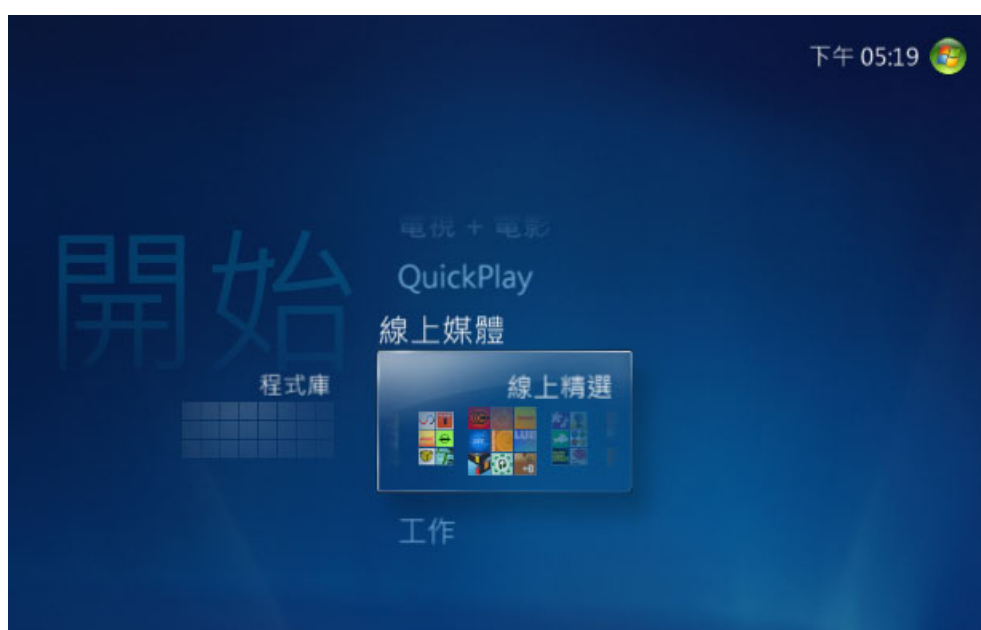 下午 05:19
電視 + 電影
QuickPlay
開始
線上媒體
程式庫
線上精選
工作